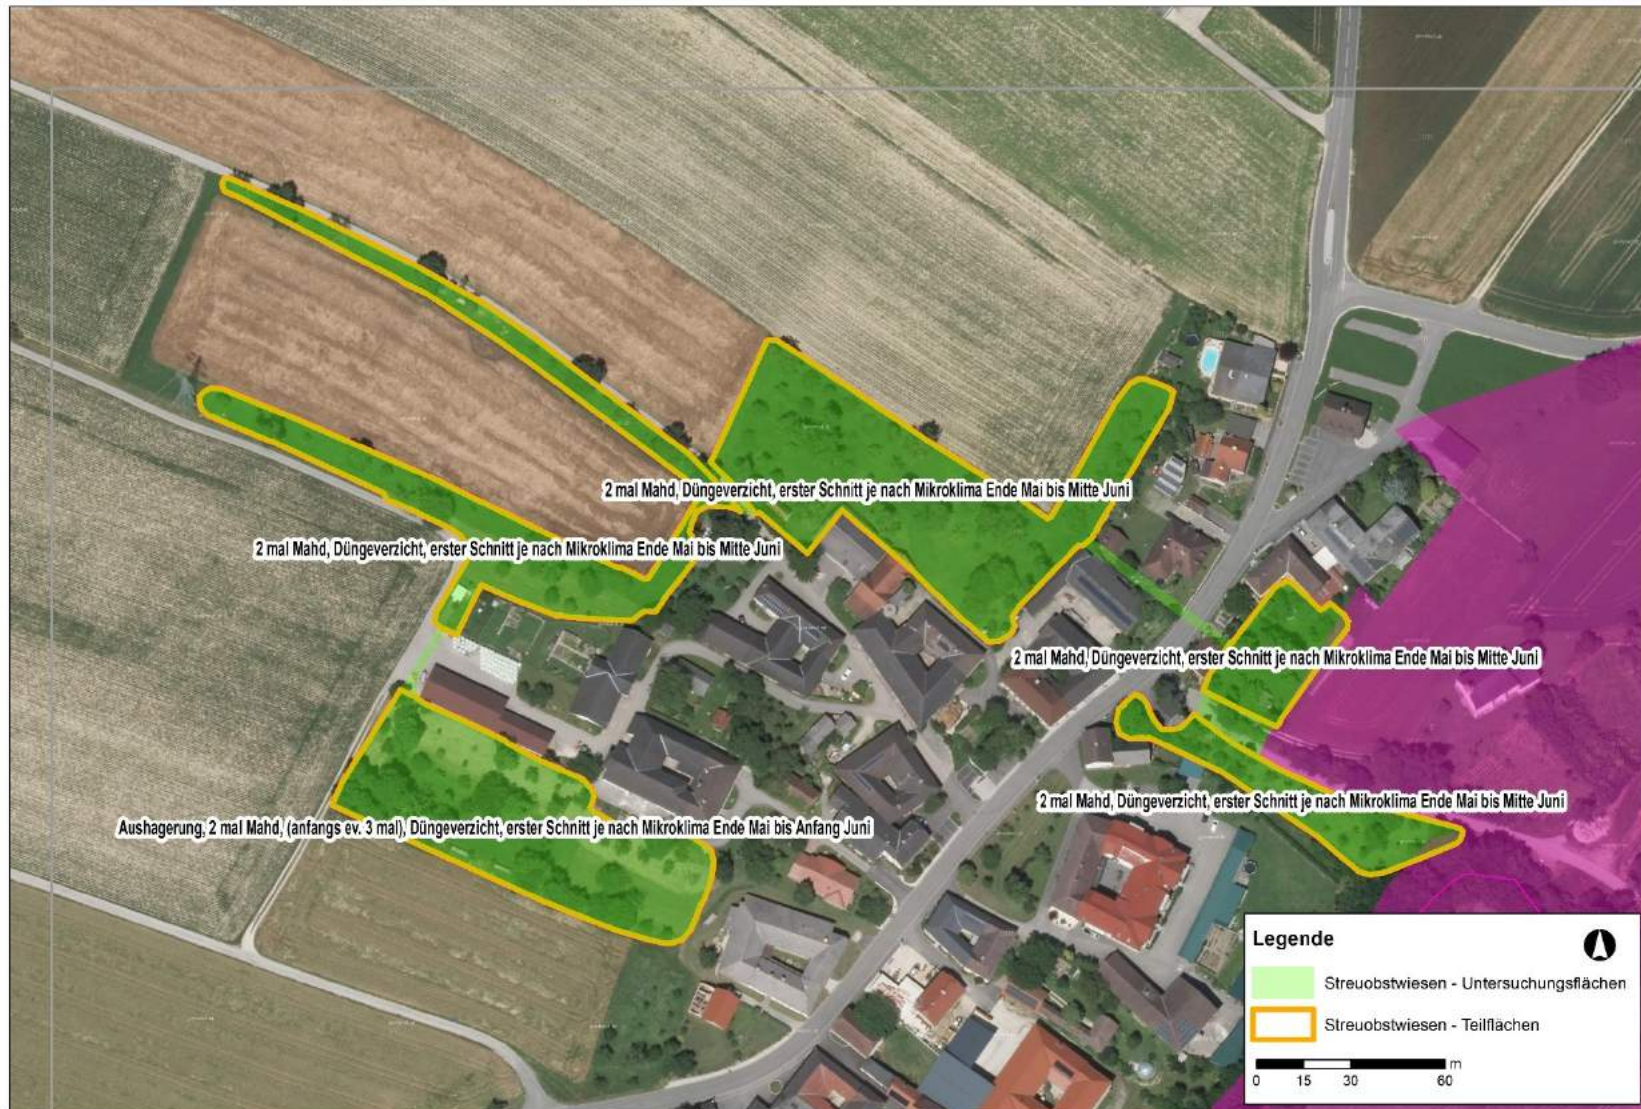 2 mal Mahd, Düngeverzicht, erster Schnitt je nach Mikroklima Ende Mai bis Mitte Juni
2 mal Mahd, Düngeverzicht, erster Schnitt je nach Mikroklima Ende Mai bis Mitte Juni
2 mal Mahd, Düngeverzicht, erster Schnitt je nach Mikroklima Ende Mai bis Mitte Juni
2 mal Mahd, Düngeverzicht, erster Schnitt je nach Mikroklima Ende Mai bis Mitte Juni
Aushagerung, 2 mal Mahd, (anfangs ev. 3 mal), Düngeverzicht, erster Schnitt je nach Mikroklima Ende Mai bis Anfang Juni
Legende
Streuobstwiesen - Untersuchungsflächen
Streuobstwiesen - Teilflächen
m
0 15 30 60